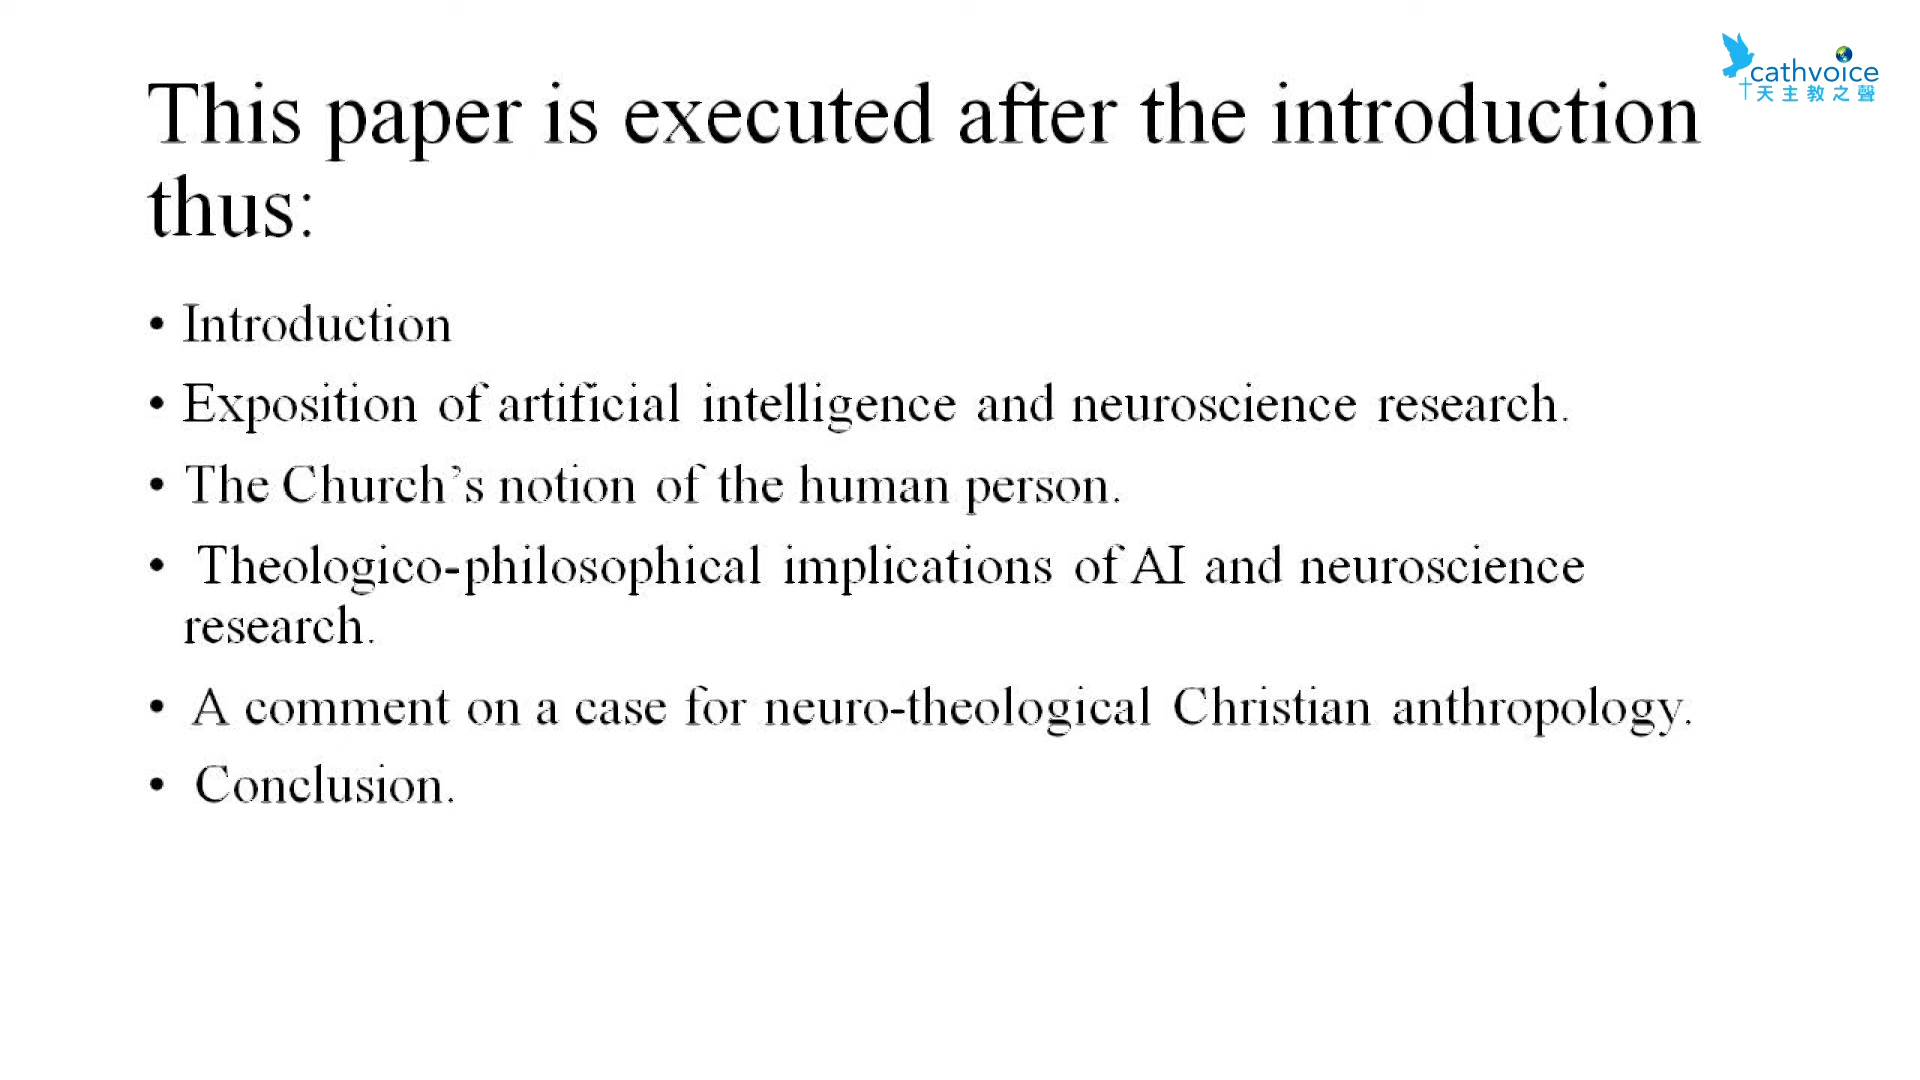 cathvoice
天主教之聲
This paper is executed after the introduction
thus:
• Introduction
• Exposition of artificial intelligence and neuroscience research.
• The Church’s notion of the human person.
• Theologico-philosophical implications of AI and neuroscience
research.
• A comment on a case for neuro-theological Christian anthropology.
• Conclusion.